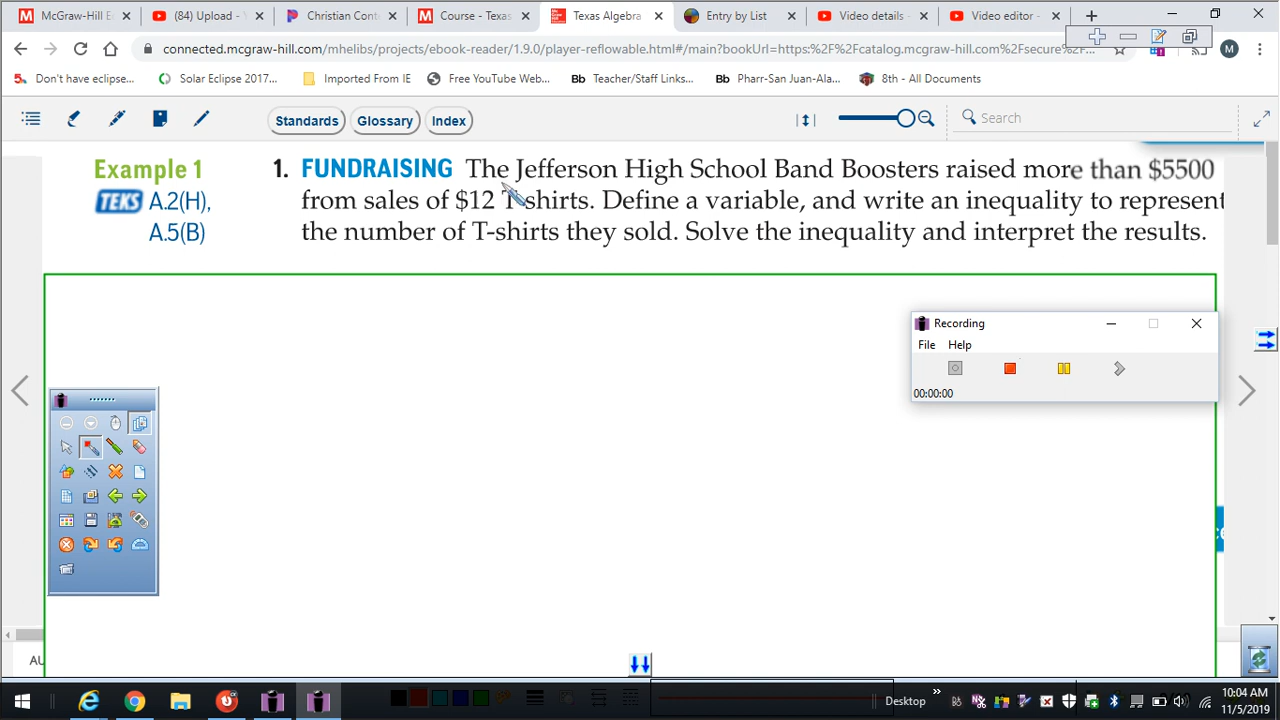 McGraw-Hill E
(84) Upload -
Christian Cont
Course - Texas
Texas Algebra
Entry by List
Video details -
Video editor -
connected.mcgraw-hill.com/mhelibs/projects/ebook-reader/1.9.0/player-reflowable.html#/main?bookUrl=https:%2F%2Fcatalog.mcgraw-hill.com%2Fsecure%2F...
M
Don't have eclipse...
Solar Eclipse 2017...
Imported From IE
Free YouTube Web...
Bb Teacher/Staff Links...
Bb Pharr-San Juan-Ala...
8th - All Documents
Standards
Glossary
Index
Search
Example 1
TEKS A.2(H),
A.5(B)
1. FUNDRAISING The Jefferson High School Band Boosters raised more than $5500
from sales of $12 T-shirts. Define a variable, and write an inequality to represent
the number of T-shirts they sold. Solve the inequality and interpret the results.
Recording
File Help
00:00:00
AU
Desktop
10:04 AM
11/5/2019